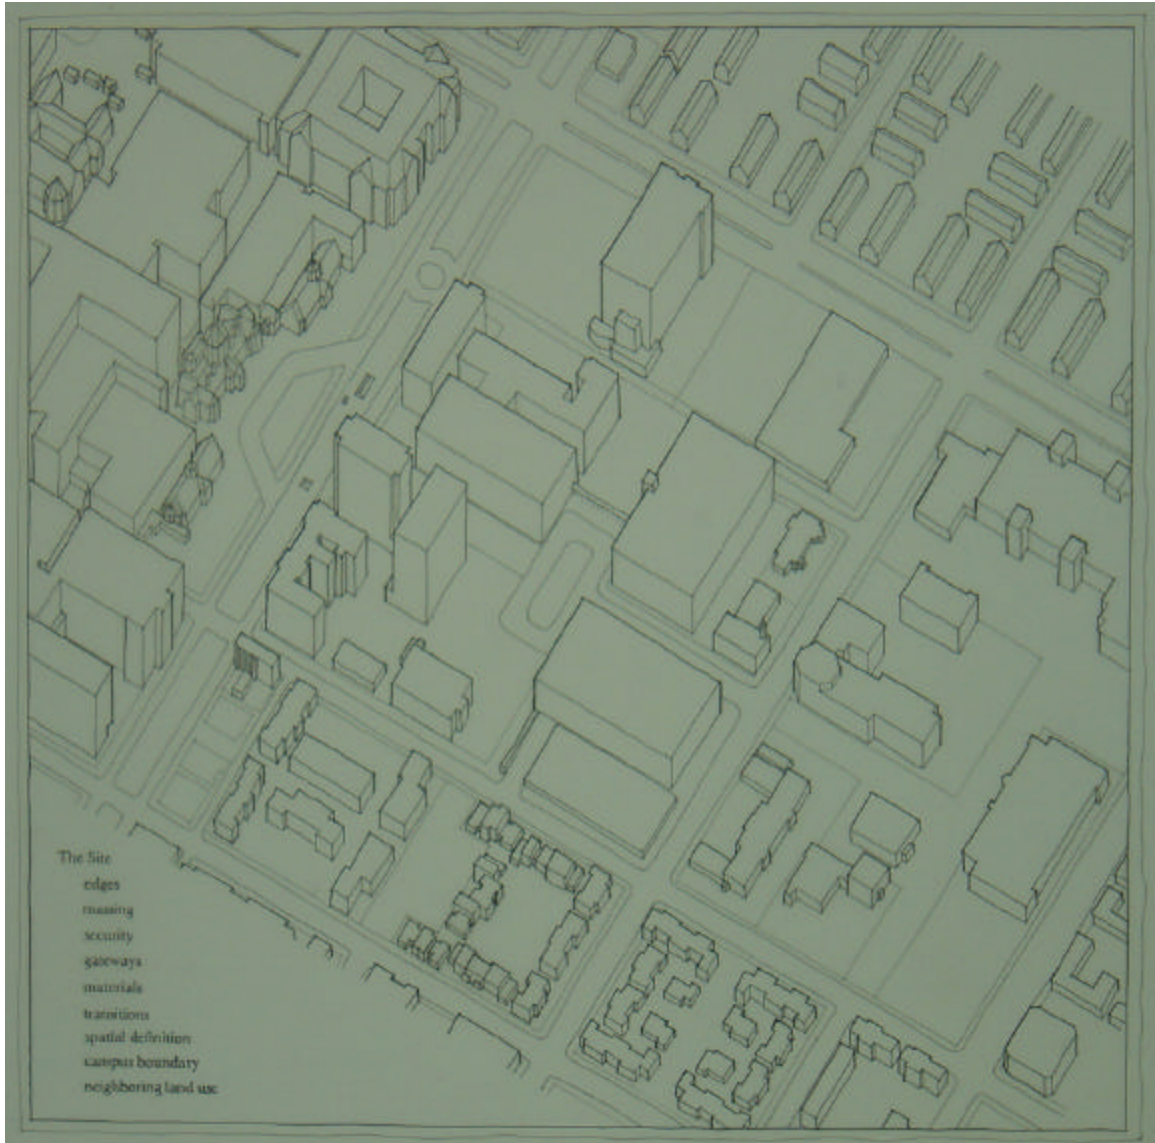 The Site
edges
massing
security
gateways
materials
transitions
spatial definition
campus boundary
neighboring land use